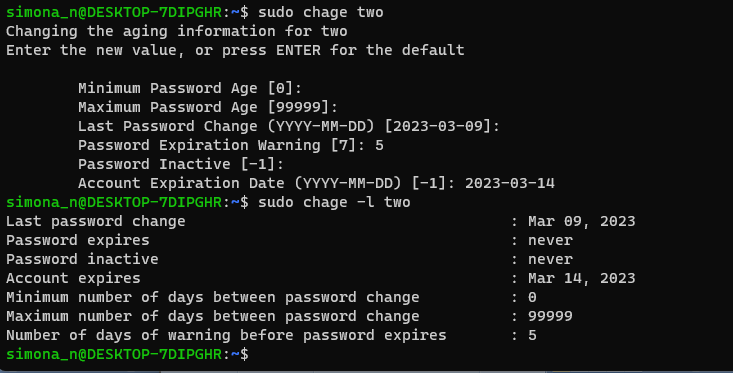 simona_n@DESKTOP-7DIPGHR:~$ sudo chage two
Changing the aging information for two
Enter the new value, or press ENTER for the default
Minimum Password Age [0]:
Maximum Password Age [99999]:
Last Password Change (YYYY-MM-DD) [2023-03-09]:
Password Expiration Warning [7]: 5
Password Inactive [-1]:
Account Expiration Date (YYYY-MM-DD) [-1]: 2023-03-14
simona_n@DESKTOP-7DIPGHR:~$ sudo chage -l two
Last password change : Mar 09, 2023
Password expires : never
Password inactive : never
Account expires : Mar 14, 2023
Minimum number of days between password change : 0
Maximum number of days between password change : 99999
Number of days of warning before password expires : 5
simona_n@DESKTOP-7DIPGHR:~$